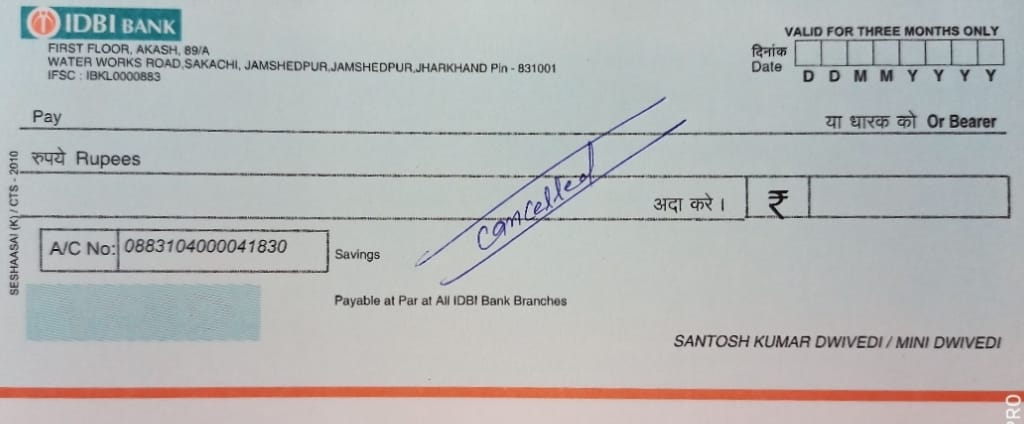 IDBI BANK
FIRST FLOOR, AKASH, 89/A
WATER WORKS ROAD,SAKACHI, JAMSHEDPUR,JAMSHEDPUR,JHARKHAND Pin - 831001
IFSC : IBKL0000883
VALID FOR THREE MONTHS ONLY
दिनांक
Date
D D M M Y Y Y Y
Pay या धारक को Or Bearer
रुपये Rupees
अदा करे । ₹
cancelled
A/C No: 0883104000041830 Savings
SESHAASAI (K) / CTS - 2010
Payable at Par at All IDBI Bank Branches
SANTOSH KUMAR DWIVEDI / MINI DWIVEDI
PRO